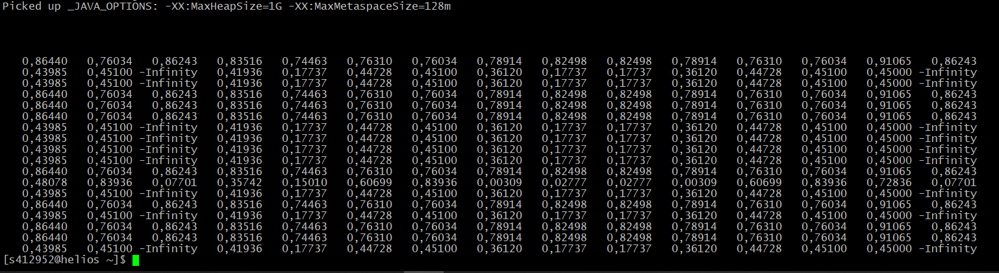 Picked up _JAVA_OPTIONS: -XX:MaxHeapSize=1G -XX:MaxMetaspaceSize=128m
0,86440 0,76034 0,86243 0,83516 0,74463 0,76310 0,76034 0,78914 0,82498 0,82498 0,78914 0,76310 0,76034 0,91065 0,86243
0,43985 0,45100 -Infinity 0,41936 0,17737 0,44728 0,45100 0,36120 0,17737 0,17737 0,36120 0,44728 0,45100 0,45000 -Infinity
0,43985 0,45100 -Infinity 0,41936 0,17737 0,44728 0,45100 0,36120 0,17737 0,17737 0,36120 0,44728 0,45100 0,45000 -Infinity
0,86440 0,76034 0,86243 0,83516 0,74463 0,76310 0,76034 0,78914 0,82498 0,82498 0,78914 0,76310 0,76034 0,91065 0,86243
0,86440 0,76034 0,86243 0,83516 0,74463 0,76310 0,76034 0,78914 0,82498 0,82498 0,78914 0,76310 0,76034 0,91065 0,86243
0,86440 0,76034 0,86243 0,83516 0,74463 0,76310 0,76034 0,78914 0,82498 0,82498 0,78914 0,76310 0,76034 0,91065 0,86243
0,43985 0,45100 -Infinity 0,41936 0,17737 0,44728 0,45100 0,36120 0,17737 0,17737 0,36120 0,44728 0,45100 0,45000 -Infinity
0,43985 0,45100 -Infinity 0,41936 0,17737 0,44728 0,45100 0,36120 0,17737 0,17737 0,36120 0,44728 0,45100 0,45000 -Infinity
0,43985 0,45100 -Infinity 0,41936 0,17737 0,44728 0,45100 0,36120 0,17737 0,17737 0,36120 0,44728 0,45100 0,45000 -Infinity
0,43985 0,45100 -Infinity 0,41936 0,17737 0,44728 0,45100 0,36120 0,17737 0,17737 0,36120 0,44728 0,45100 0,45000 -Infinity
0,86440 0,76034 0,86243 0,83516 0,74463 0,76310 0,76034 0,78914 0,82498 0,82498 0,78914 0,76310 0,76034 0,91065 0,86243
0,48078 0,83936 0,07701 0,35742 0,15010 0,60699 0,83936 0,00309 0,02777 0,02777 0,00309 0,60699 0,83936 0,72836 0,07701
0,43985 0,45100 -Infinity 0,41936 0,17737 0,44728 0,45100 0,36120 0,17737 0,17737 0,36120 0,44728 0,45100 0,45000 -Infinity
0,86440 0,76034 0,86243 0,83516 0,74463 0,76310 0,76034 0,78914 0,82498 0,82498 0,78914 0,76310 0,76034 0,91065 0,86243
0,43985 0,45100 -Infinity 0,41936 0,17737 0,44728 0,45100 0,36120 0,17737 0,17737 0,36120 0,44728 0,45100 0,45000 -Infinity
0,86440 0,76034 0,86243 0,83516 0,74463 0,76310 0,76034 0,78914 0,82498 0,82498 0,78914 0,76310 0,76034 0,91065 0,86243
0,86440 0,76034 0,86243 0,83516 0,74463 0,76310 0,76034 0,78914 0,82498 0,82498 0,78914 0,76310 0,76034 0,91065 0,86243
0,43985 0,45100 -Infinity 0,41936 0,17737 0,44728 0,45100 0,36120 0,17737 0,17737 0,36120 0,44728 0,45100 0,45000 -Infinity
[s412952@helios ~]$